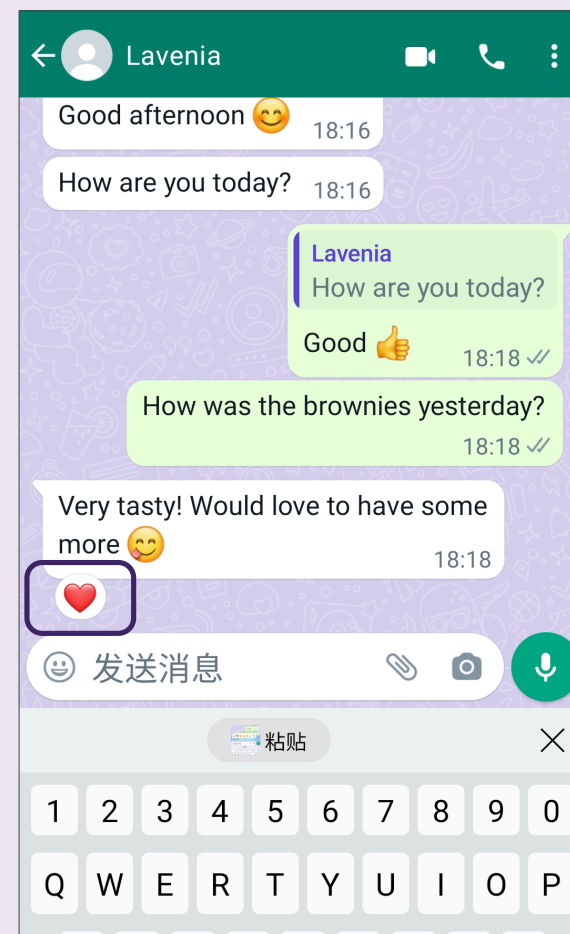 Lavenia
Good afternoon 😊
18:16
How are you today?
18:16
Lavenia
How are you today?
Good 👍
18:18
How was the brownies yesterday?
18:18
Very tasty! Would love to have some
more 😋
18:18
❤️
发送消息
粘贴
1 2 3 4 5 6 7 8 9 0
Q W E R T Y U I O P